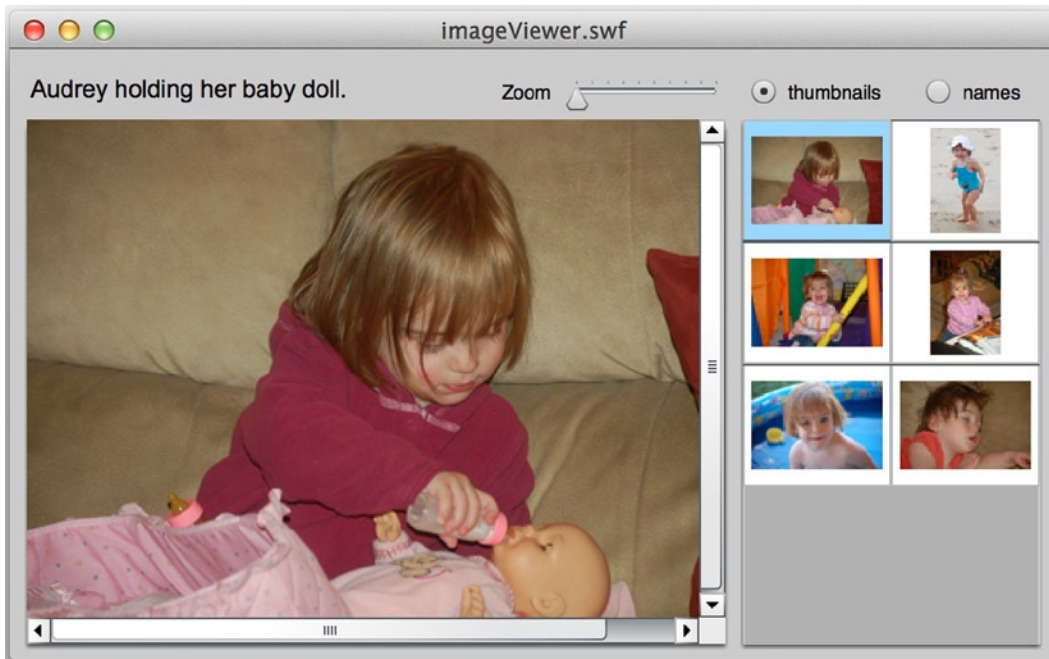 imageViewer.swf
Audrey holding her baby doll.
Zoom
thumbnails
names